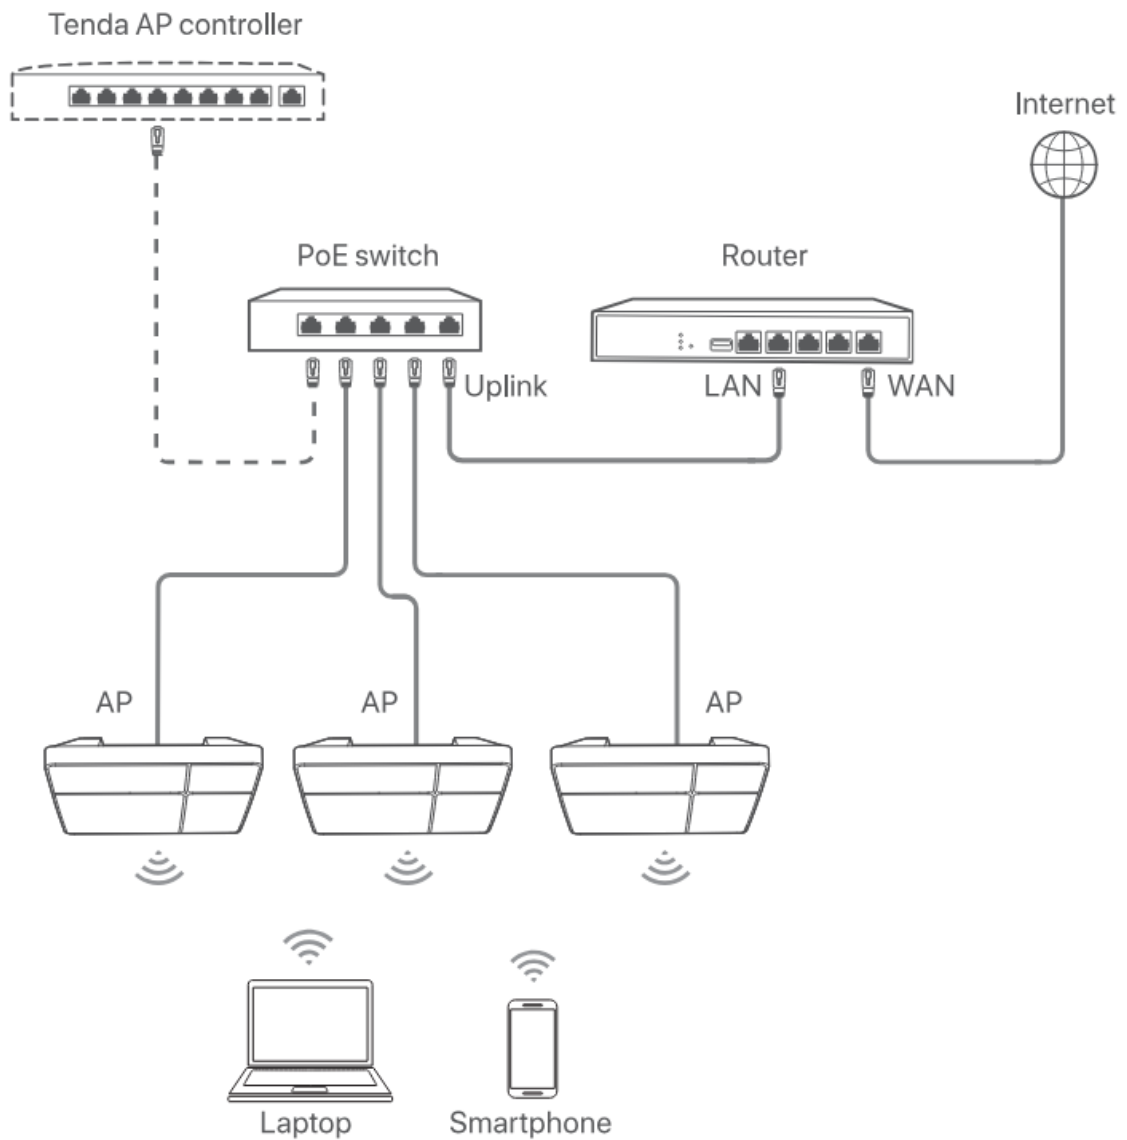 Tenda AP controller
Internet
PoE switch
Router
Uplink
LAN
WAN
AP
AP
AP
Laptop
Smartphone